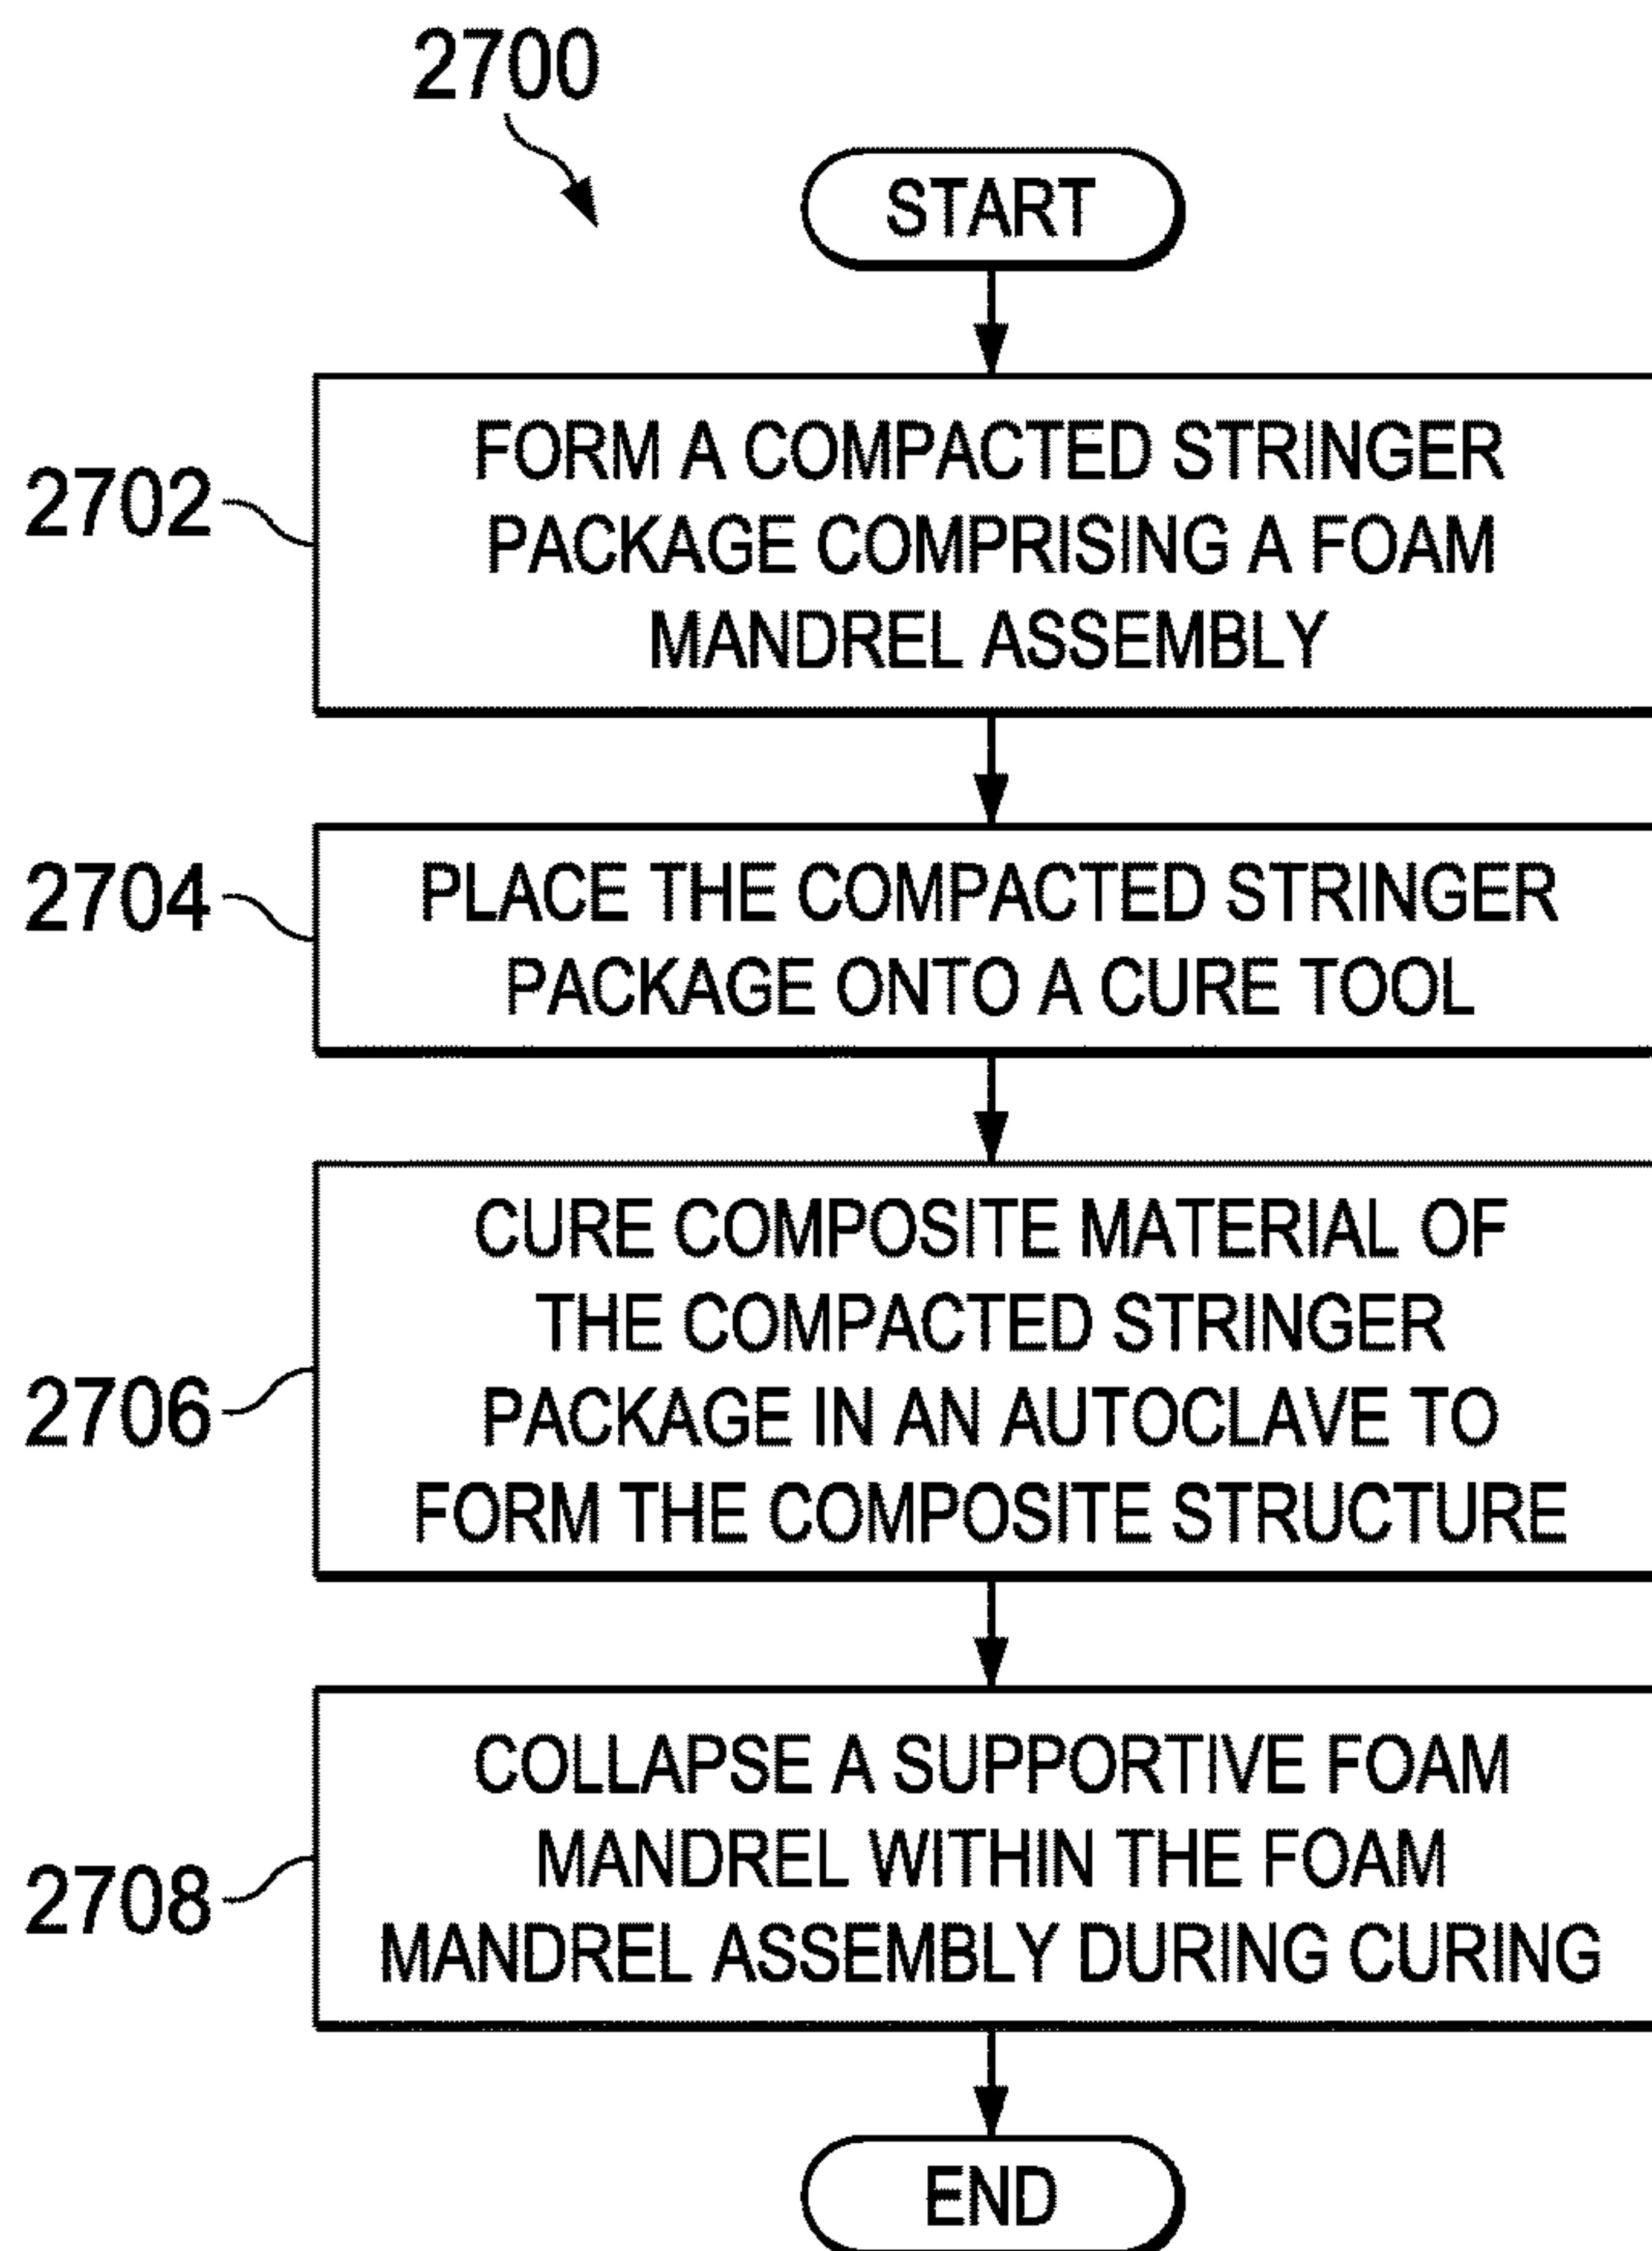 2700
START
2702
FORM A COMPACTED STRINGER
PACKAGE COMPRISING A FOAM
MANDREL ASSEMBLY
2704
PLACE THE COMPACTED STRINGER
PACKAGE ONTO A CURE TOOL
2706
CURE COMPOSITE MATERIAL OF
THE COMPACTED STRINGER
PACKAGE IN AN AUTOCLAVE TO
FORM THE COMPOSITE STRUCTURE
2708
COLLAPSE A SUPPORTIVE FOAM
MANDREL WITHIN THE FOAM
MANDREL ASSEMBLY DURING CURING
END